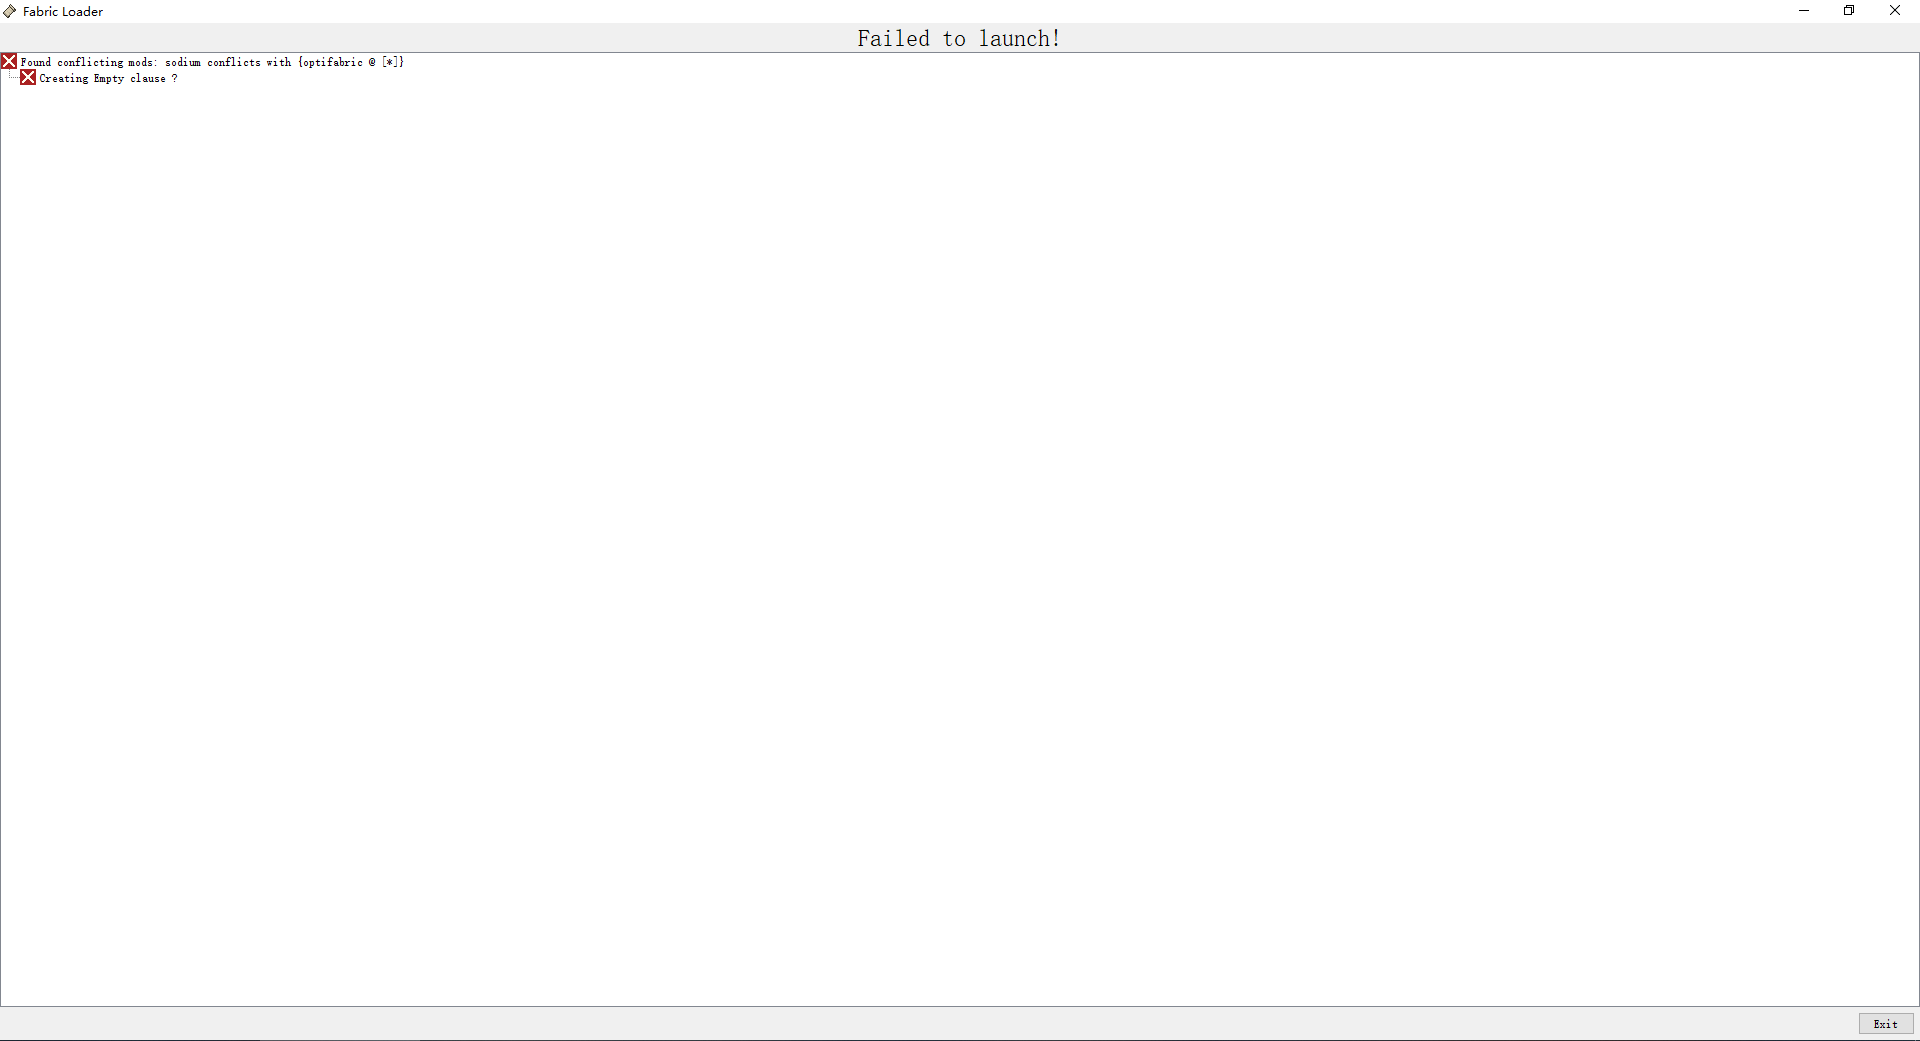 Fabric Loader
Failed to launch!
Found conflicting mods: sodium conflicts with {optifabric @ [*]}
Creating Empty clause ?
Exit